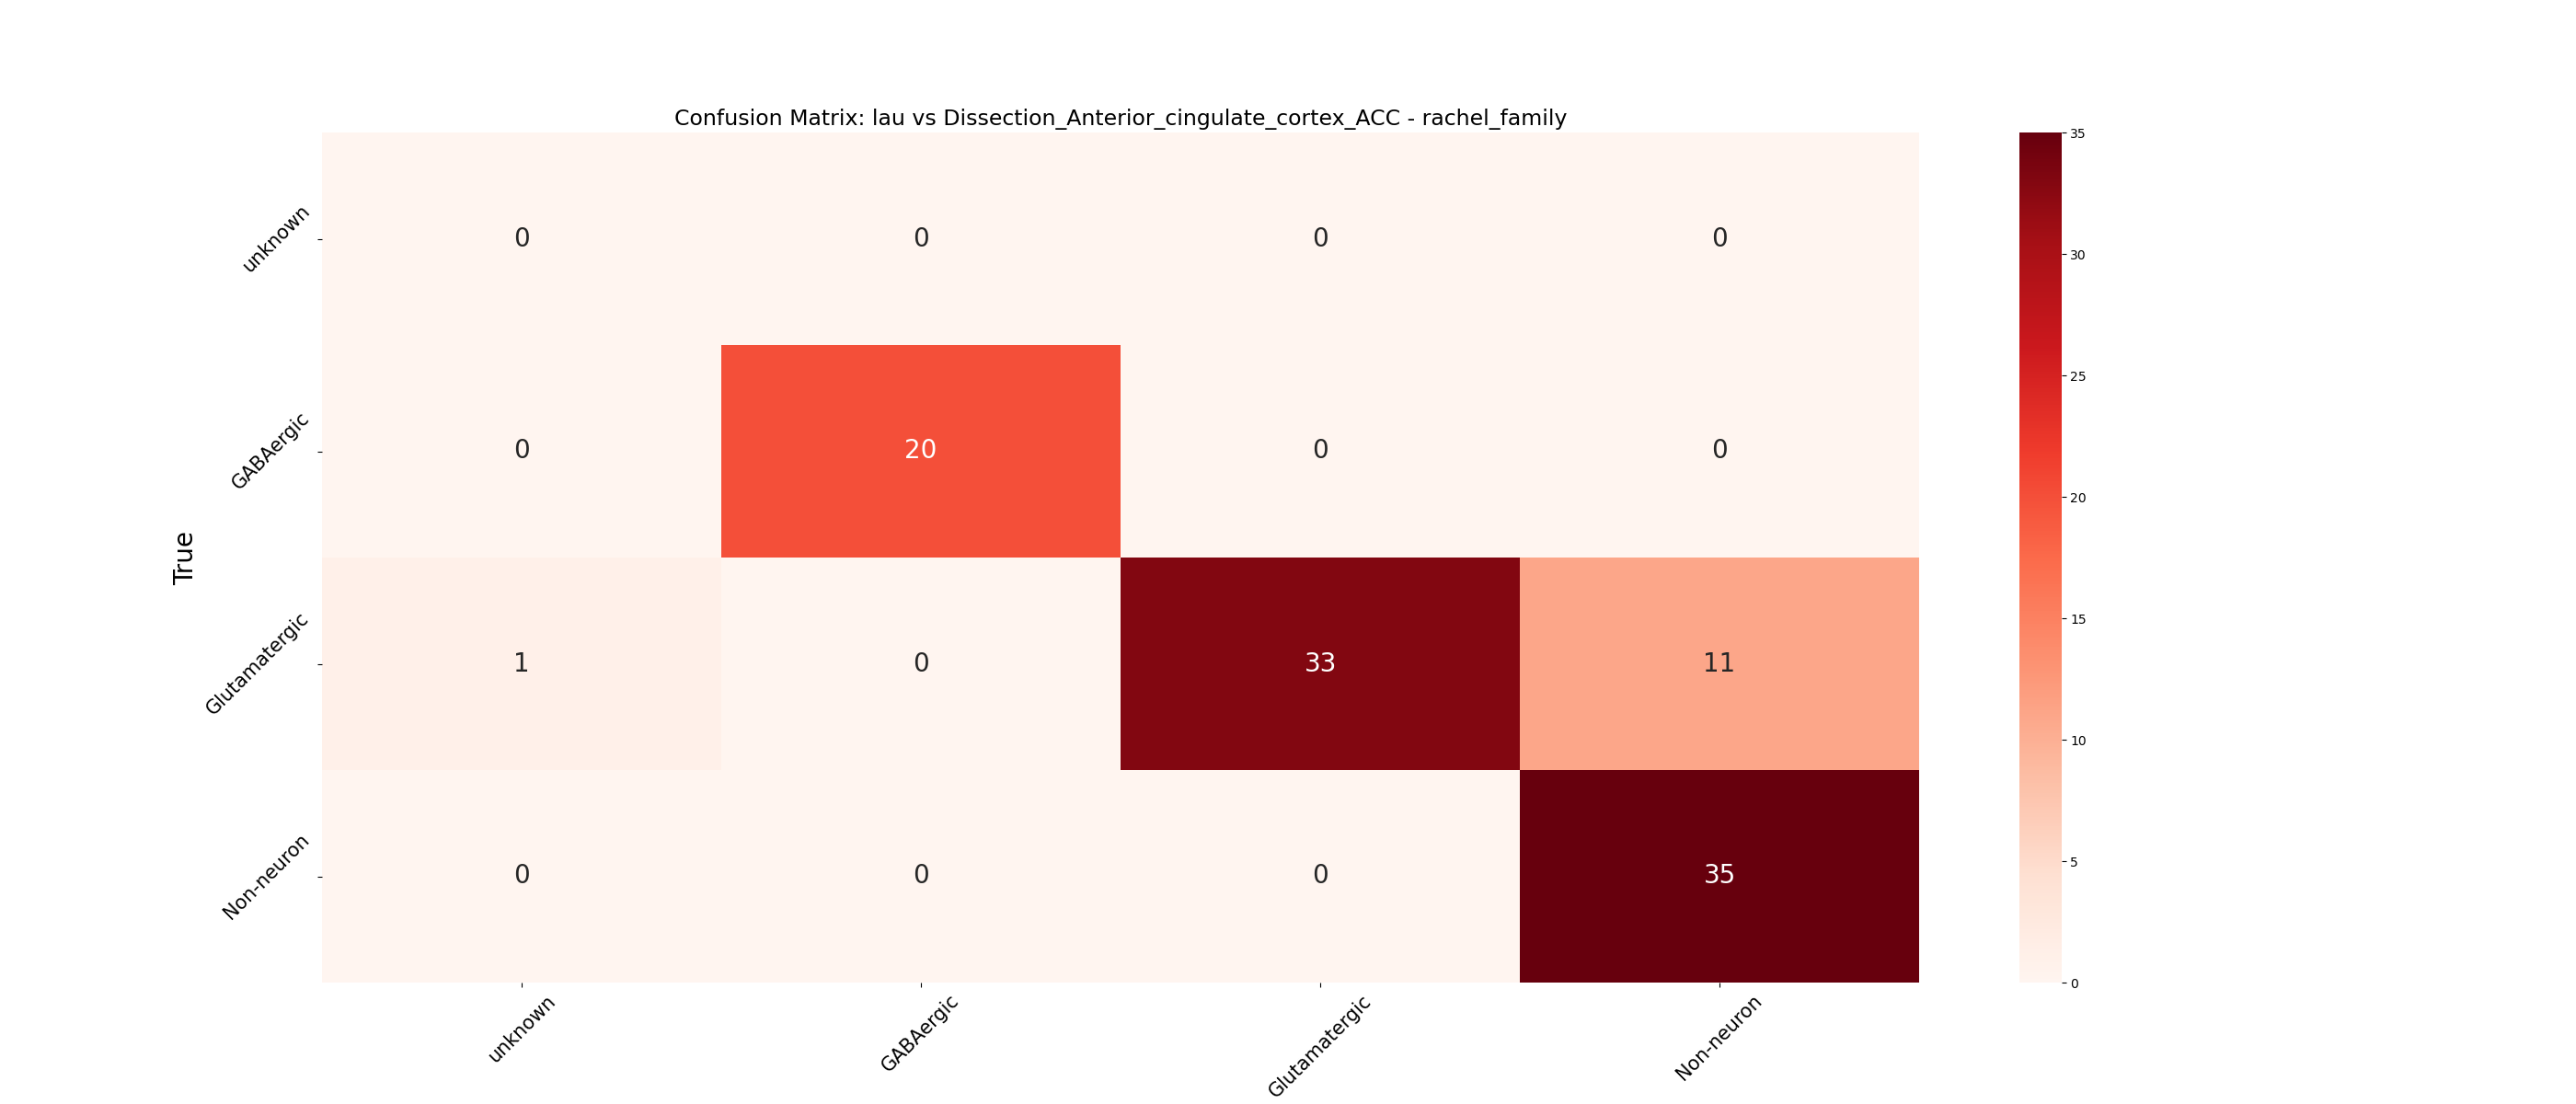 Confusion Matrix: lau vs Dissection_Anterior_cingulate_cortex_ACC - rachel_family
True
unknown
0 0 0 0
GABAergic
0 20 0 0
Glutamatergic
1 0 33 11
Non-neuron
0 0 0 35
unknown GABAergic Glutamatergic Non-neuron
35
30
25
20
15
10
5
0